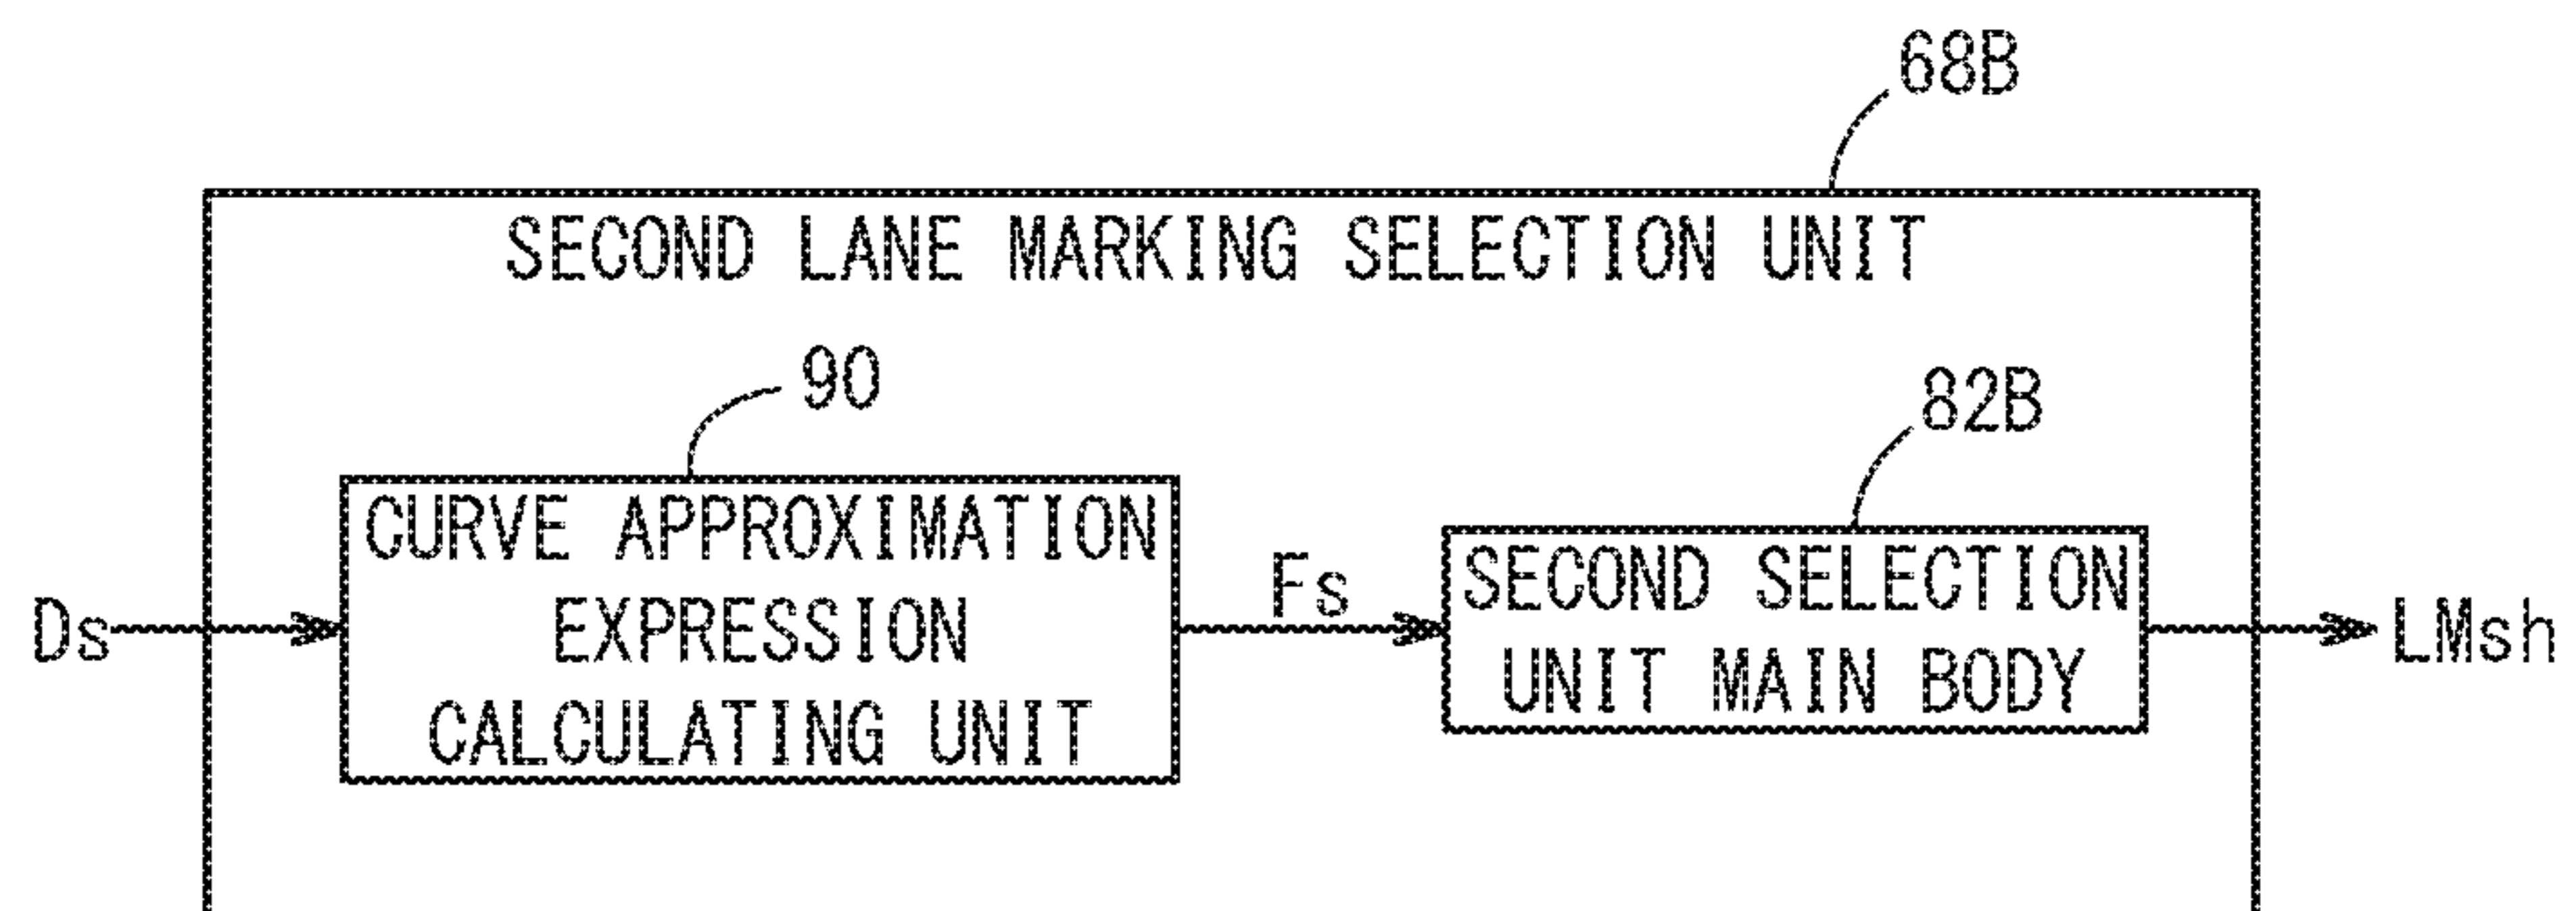 68B
SECOND LANE MARKING SELECTION UNIT
90
82B
CURVE APPROXIMATION
EXPRESSION
CALCULATING UNIT
Ds
Fs
SECOND SELECTION
UNIT MAIN BODY
LMsh